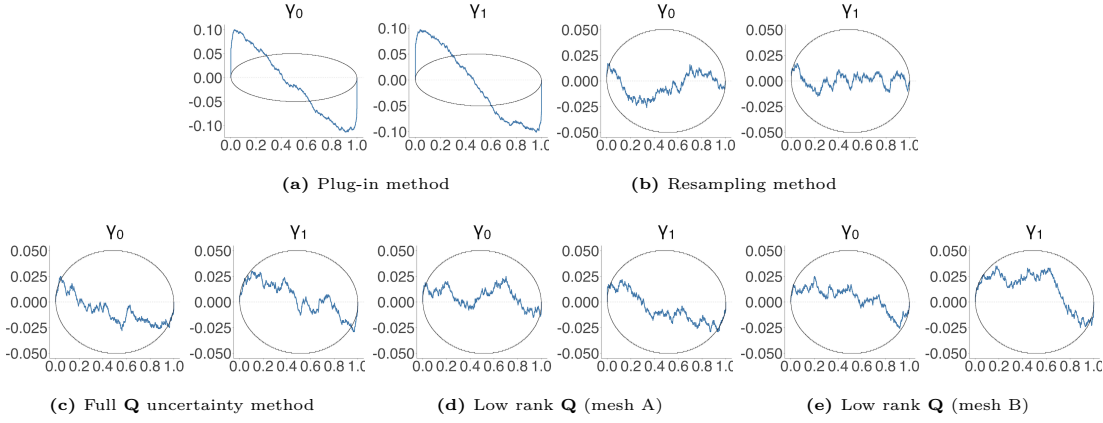 γ0 γ1 γ0 γ1
0.10 0.10 0.050 0.050
0.05 0.05 0.025 0.025
0.00 0.00 0.000 0.000
-0.05 -0.05 -0.025 -0.025
-0.10 -0.10 -0.050 -0.050
0.0 0.2 0.4 0.6 0.8 1.0 0.0 0.2 0.4 0.6 0.8 1.0 0.0 0.2 0.4 0.6 0.8 1.0 0.0 0.2 0.4 0.6 0.8 1.0
(a) Plug-in method (b) Resampling method
γ0 γ1 γ0 γ1 γ0 γ1
0.050 0.050 0.050 0.050 0.050 0.050
0.025 0.025 0.025 0.025 0.025 0.025
0.000 0.000 0.000 0.000 0.000 0.000
-0.025 -0.025 -0.025 -0.025 -0.025 -0.025
-0.050 -0.050 -0.050 -0.050 -0.050 -0.050
0.0 0.2 0.4 0.6 0.8 1.0 0.0 0.2 0.4 0.6 0.8 1.0 0.0 0.2 0.4 0.6 0.8 1.0 0.0 0.2 0.4 0.6 0.8 1.0 0.0 0.2 0.4 0.6 0.8 1.0 0.0 0.2 0.4 0.6 0.8 1.0
(c) Full Q uncertainty method (d) Low rank Q (mesh A) (e) Low rank Q (mesh B)